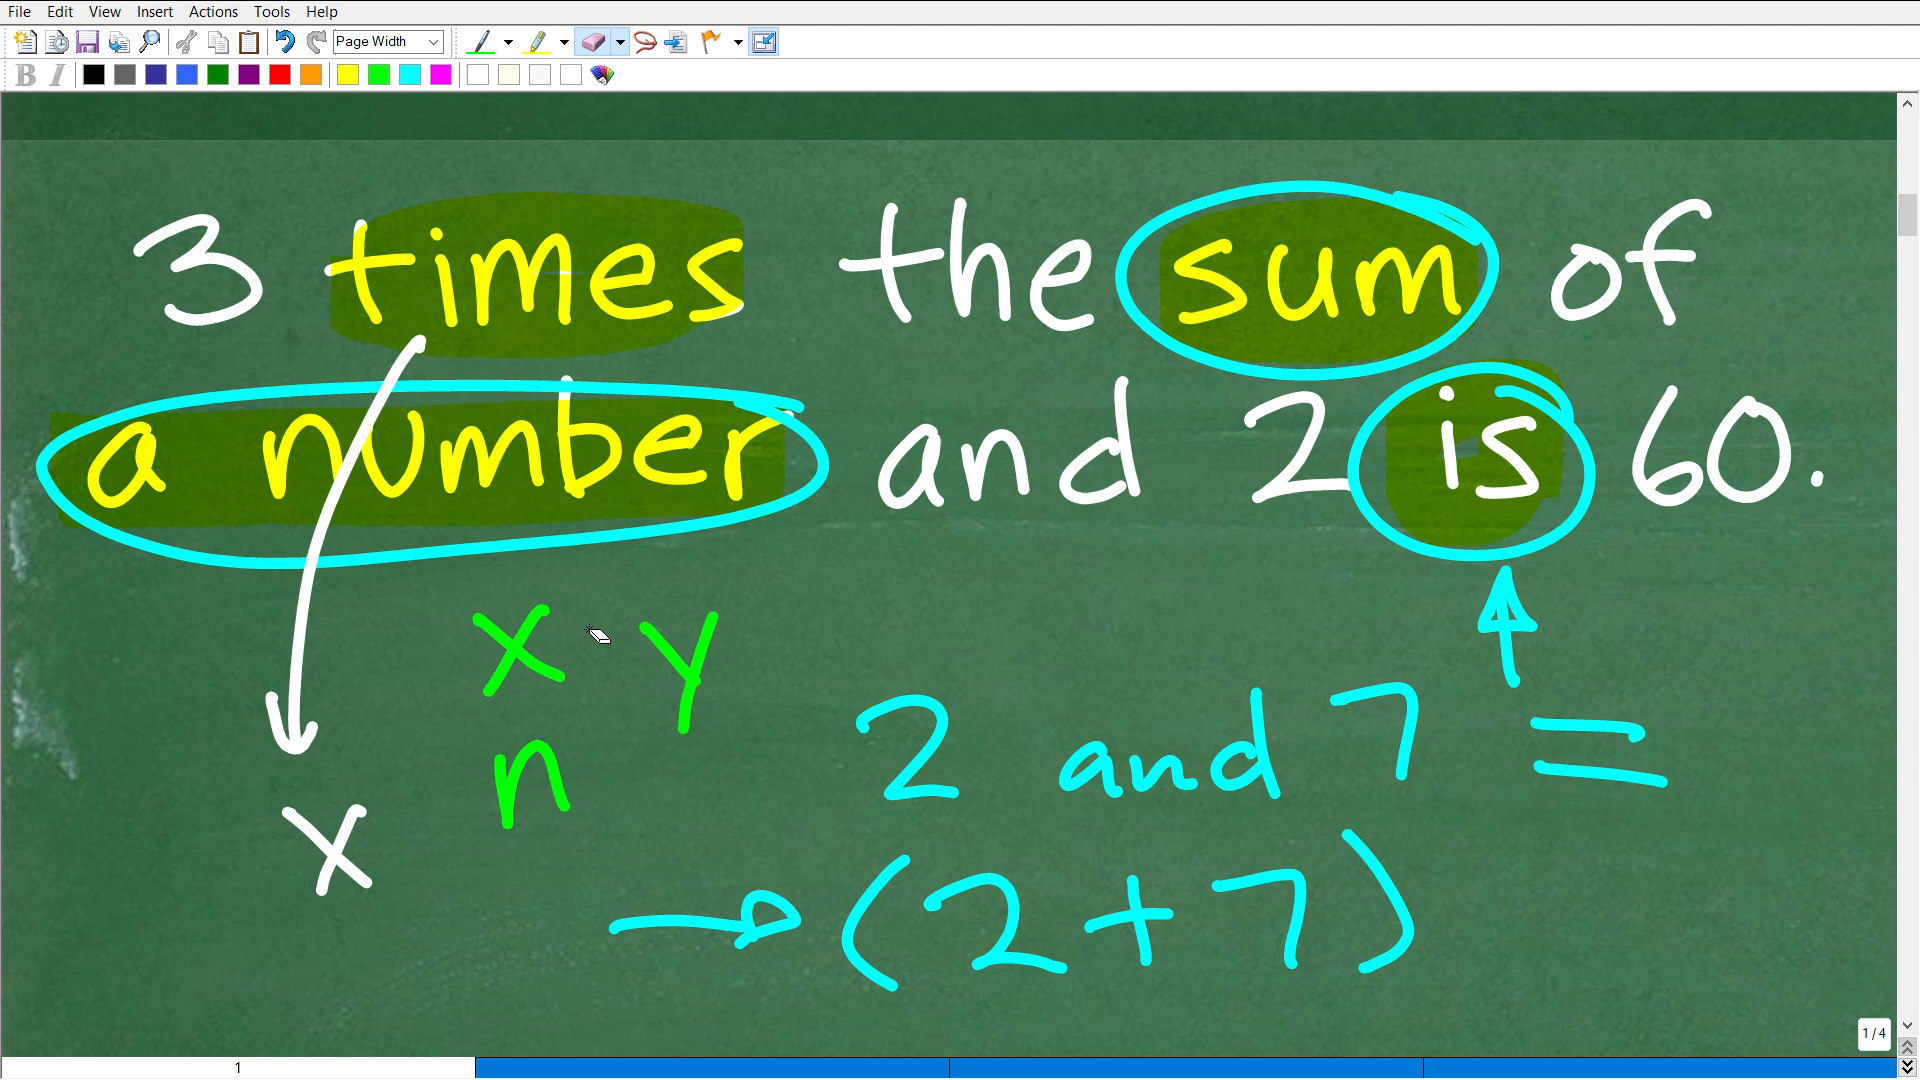 File Edit View Insert Actions Tools Help
Page Width
B I
3 times the sum of
a number and 2 is 60.
x y
n
x
2 and 7 =
(2+7)
1 / 4
1